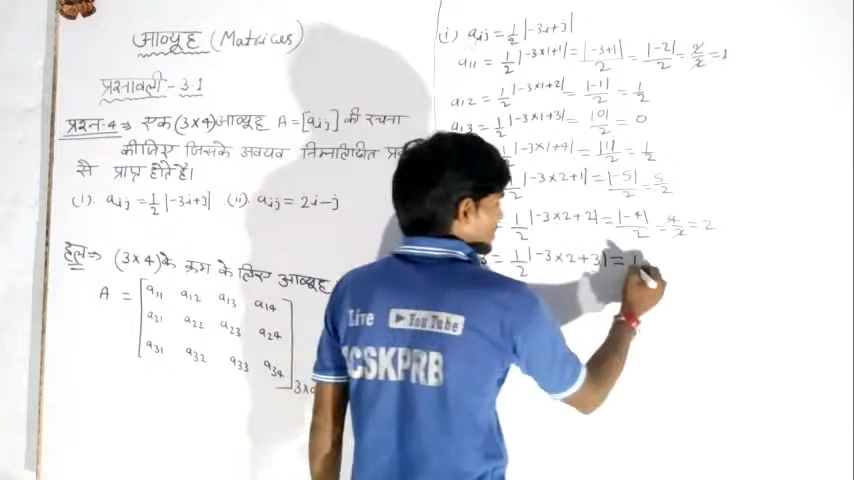 आव्यूह (Matrices)
प्रश्नावली - 3.1
प्रश्न-4 ⇒ एक (3×4) आव्यूह A = [aij] की रचना
कीजिए जिसके अवयव निम्नलिखित
से प्राप्त होते है।
(i). aij = 1/2 |-3i+j| (ii). aij = 2i-j
हल ⇒ (3×4) के क्रम के लिए आव्यूह
A = [a11 a12 a13 a14
a21 a22 a23 a24
a31 a32 a33 a34]
(i) aij = 1/2 |-3i+j|
a11 = 1/2 |-3×1+1| = |-3+1|/2 = |-2|/2 = 2/2 = 1
a12 = 1/2 |-3×1+2| = |-1|/2 = 1/2
a13 = 1/2 |-3×1+3| = |0|/2 = 0
1/2 |-3×1+4| = |1|/2 = 1/2
1/2 |-3×2+1| = |-5|/2 = 5/2
= 1/2 |-3×2+2| = |-4|/2 = 4/2 = 2
= 1/2 |-3×2+3| = |
Live YouTube
CSKPRB